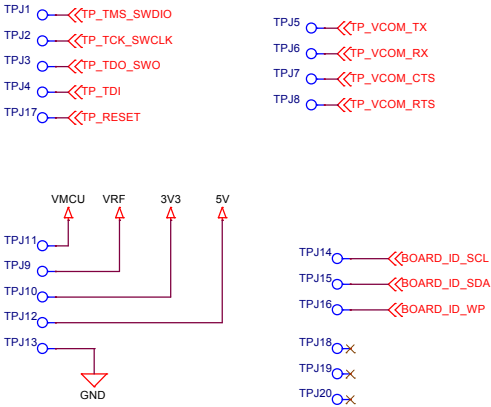 TPJ1 TP_TMS_SWDIO
TPJ2 TP_TCK_SWCLK
TPJ3 TP_TDO_SWO
TPJ4 TP_TDI
TPJ17 TP_RESET
TPJ5 TP_VCOM_TX
TPJ6 TP_VCOM_RX
TPJ7 TP_VCOM_CTS
TPJ8 TP_VCOM_RTS
VMCU VRF 3V3 5V
TPJ11
TPJ9
TPJ10
TPJ12
TPJ13
GND
TPJ14 BOARD_ID_SCL
TPJ15 BOARD_ID_SDA
TPJ16 BOARD_ID_WP
TPJ18
TPJ19
TPJ20